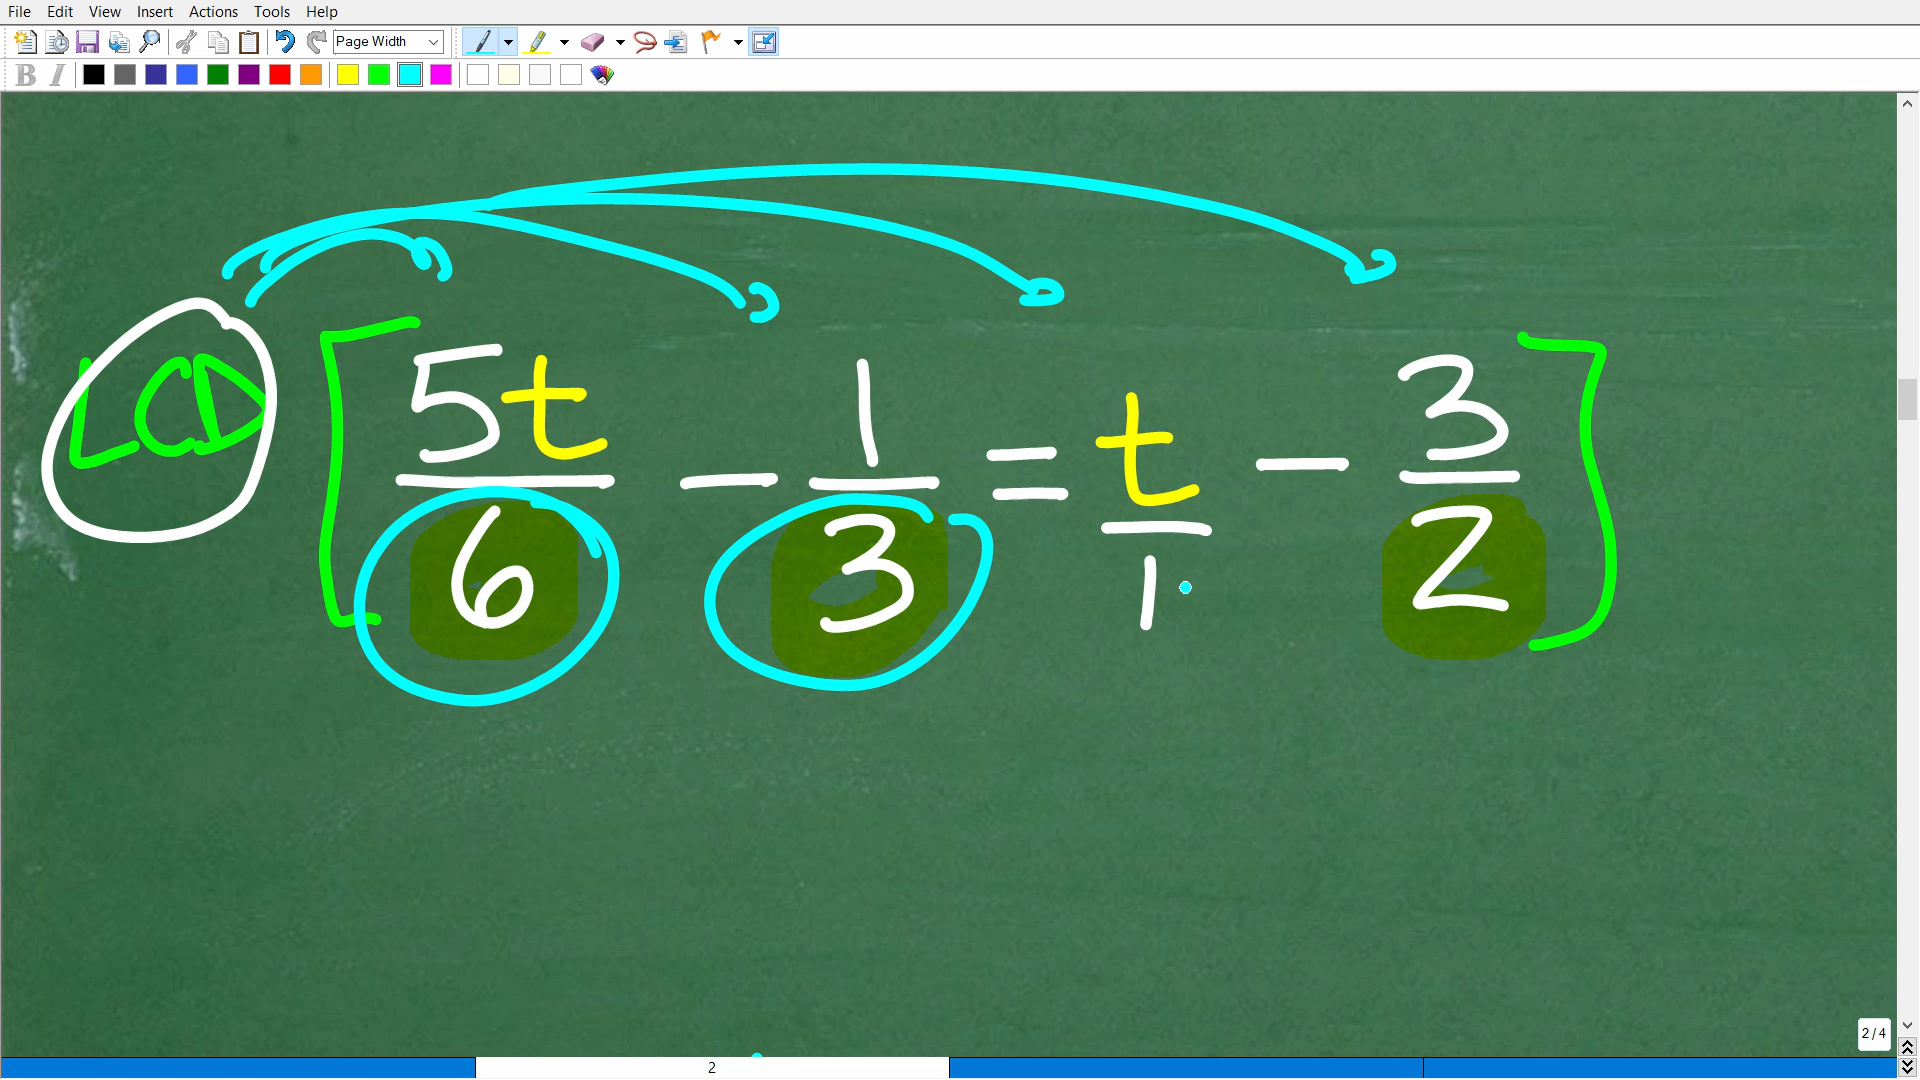 File Edit View Insert Actions Tools Help
Page Width
B I
LCD [ 5t/6 - 1/3 = t/1 - 3/2 ]
2 / 4
2